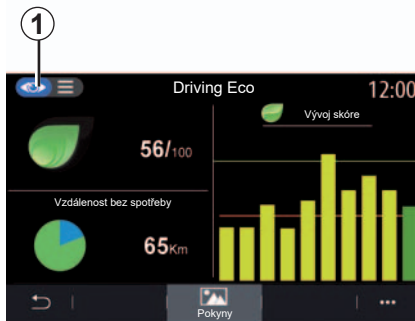 1
Driving Eco
12:00
56/100
Vývoj skóre
Vzdálenost bez spotřeby
65Km
Pokyny